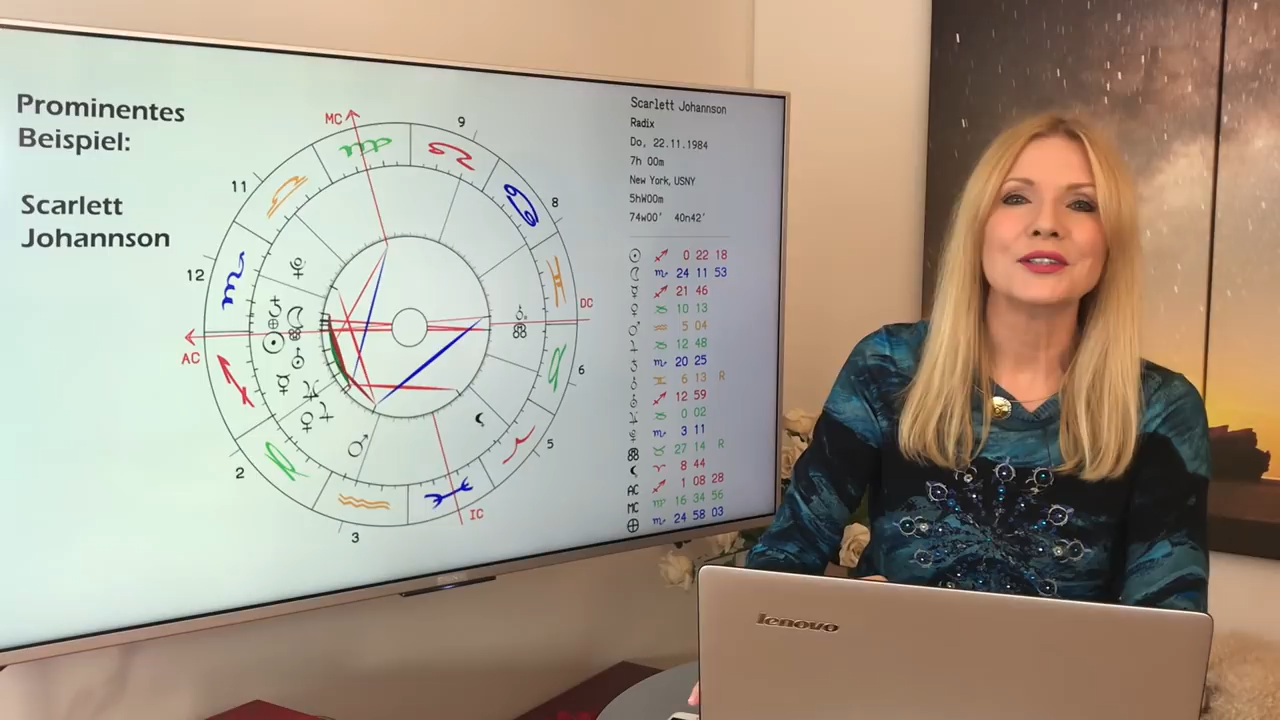 Prominentes
Beispiel:
Scarlett
Johannson
MC
9
11
8
12
DC
AC
6
2
5
3
IC
Scarlett Johannson
Radix
Do, 22.11.1984
7h 00m
New York, USNY
5hW00m
74w00' 40n42'
☉ ♐ 0 22 18
☽ ♏ 24 11 53
☿ ♐ 21 46
♀ ♑ 10 13
♂ ♒ 5 04
♃ ♑ 12 48
♄ ♏ 20 25
⚷ ♊ 6 13 R
♅ ♐ 12 59
♆ ♑ 0 02
♇ ♏ 3 11
☊ ♉ 27 14 R
⚸ ♈ 8 44
AC ♐ 1 08 28
MC ♍ 16 34 56
⊕ ♏ 24 58 03
lenovo